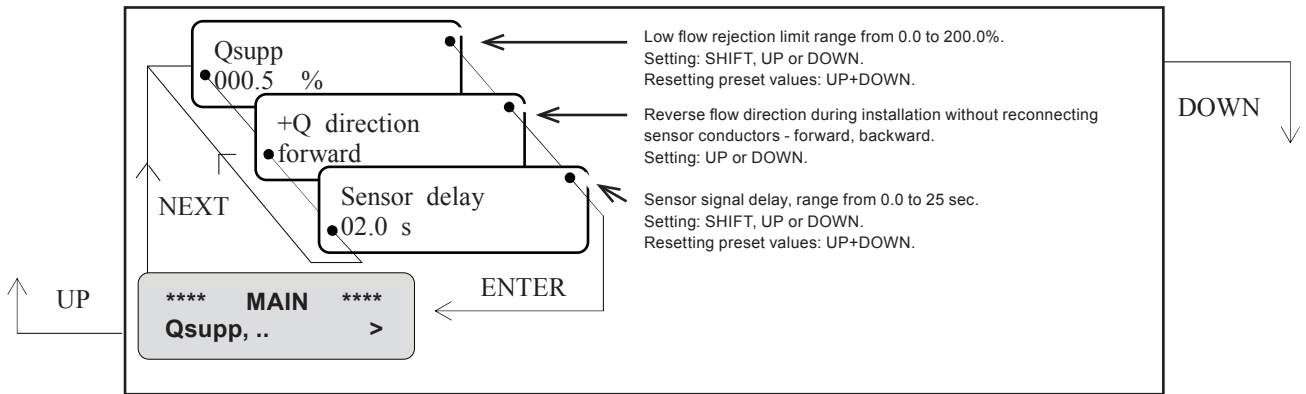 Qsupp
000.5 %
+Q direction
forward
Sensor delay
02.0 s
NEXT
ENTER
UP
DOWN
**** MAIN ****
Qsupp, .. >
Low flow rejection limit range from 0.0 to 200.0%.
Setting: SHIFT, UP or DOWN.
Resetting preset values: UP+DOWN.
Reverse flow direction during installation without reconnecting
sensor conductors - forward, backward.
Setting: UP or DOWN.
Sensor signal delay, range from 0.0 to 25 sec.
Setting: SHIFT, UP or DOWN.
Resetting preset values: UP+DOWN.